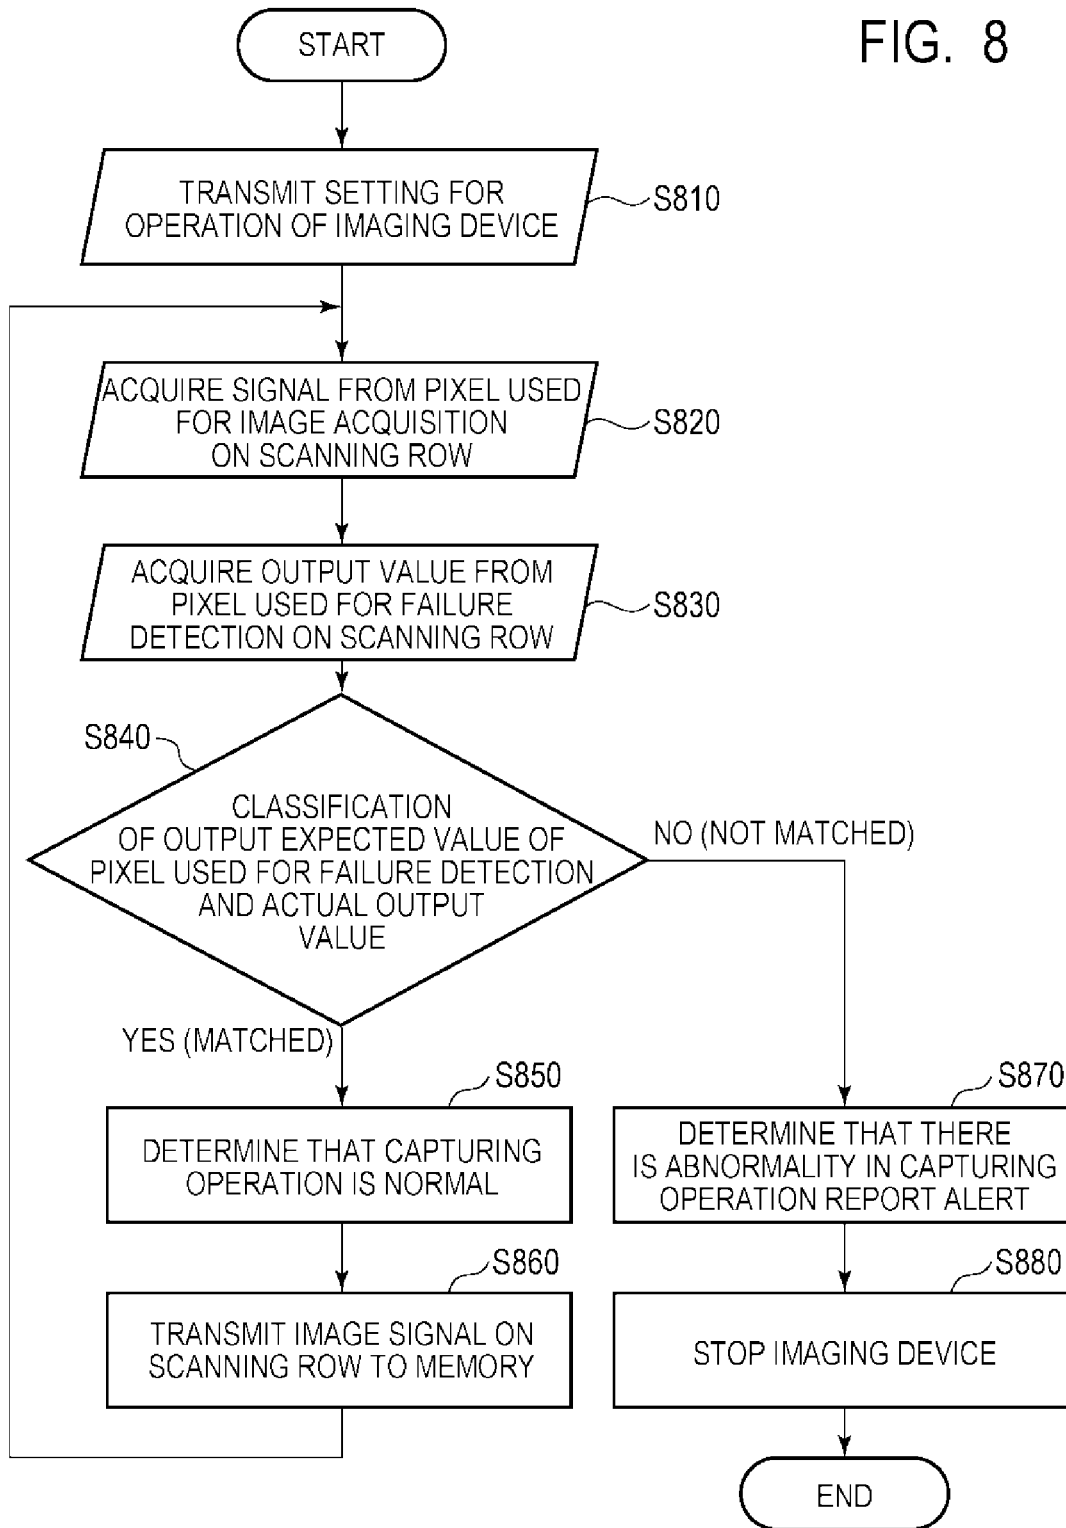 FIG. 8
START
TRANSMIT SETTING FOR
OPERATION OF IMAGING DEVICE
S810
ACQUIRE SIGNAL FROM PIXEL USED
FOR IMAGE ACQUISITION
ON SCANNING ROW
S820
ACQUIRE OUTPUT VALUE FROM
PIXEL USED FOR FAILURE
DETECTION ON SCANNING ROW
S830
S840
CLASSIFICATION
OF OUTPUT EXPECTED VALUE OF
PIXEL USED FOR FAILURE DETECTION
AND ACTUAL OUTPUT
VALUE
NO (NOT MATCHED)
YES (MATCHED)
S850
DETERMINE THAT CAPTURING
OPERATION IS NORMAL
S860
TRANSMIT IMAGE SIGNAL ON
SCANNING ROW TO MEMORY
S870
DETERMINE THAT THERE
IS ABNORMALITY IN CAPTURING
OPERATION REPORT ALERT
S880
STOP IMAGING DEVICE
END